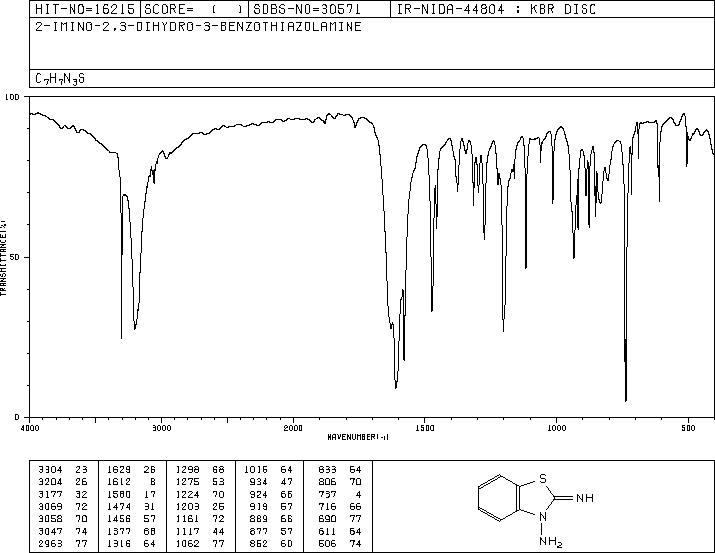 HIT-NO=16215 SCORE= ( ) SDBS-NO=30571 IR-NIDA-44804 : KBR DISC
2-IMINO-2,3-DIHYDRO-3-BENZOTHIAZOLAMINE
C7H7N3S
100
50
0
TRANSMITTANCE(%)
4000 3000 2000 1500 1000 500
WAVENUMBER(-1)
3304 23 1629 26 1298 68 1016 64 833 64
3204 26 1612 8 1275 53 934 47 806 70
3177 32 1580 17 1224 70 924 66 737 4
3069 72 1474 31 1203 25 919 57 716 66
3058 70 1456 57 1161 72 889 66 690 77
3047 74 1377 68 1117 44 877 57 611 64
2963 77 1316 64 1062 77 852 60 506 74
S
NH
N
NH2